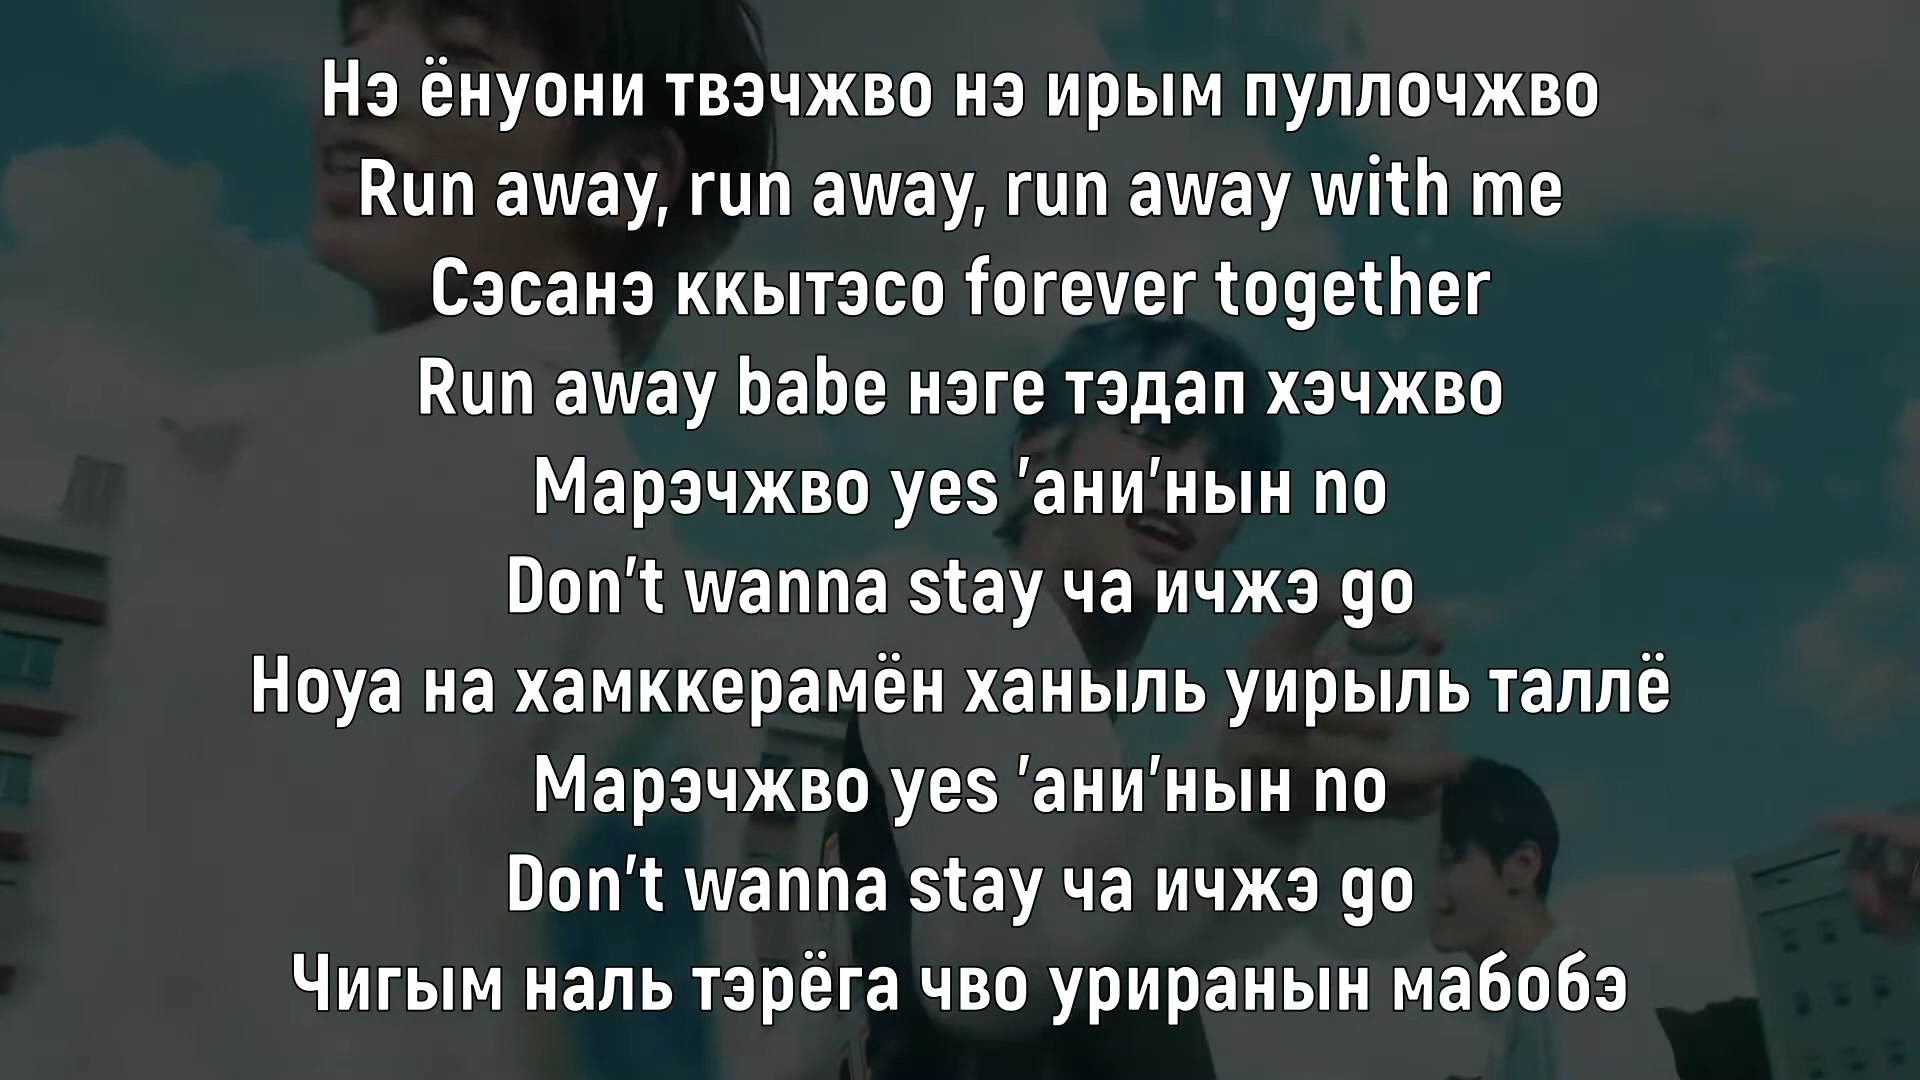 Нэ ёнуони твэчжво нэ ирым пуллочжво
Run away, run away, run away with me
Сэсанэ ккытэсо forever together
Run away babe нэге тэдап хэчжво
Марэчжво yes ’ани’нын no
Don’t wanna stay ча ичжэ go
Ноуа на хамккерамён ханыль уирыль таллё
Марэчжво yes ’ани’нын no
Don’t wanna stay ча ичжэ go
Чигым наль тэрёга чво уриранын мабобэ